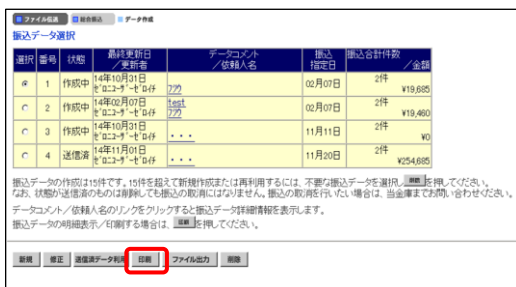 ファイル伝送 総合振込 データ作成
振込データ選択
選択 番号 状態 最終更新日／更新者 データコメント／依頼人名 振込指定日 振込合計件数／金額
1 作成中 14年10月31日 02月07日 2件
ｾﾞﾛﾆﾕｰｻﾞｰ-ｾﾞﾛｲﾁ ¥19,685
2 作成中 14年02月07日 test 02月07日 2件
ｾﾞﾛﾆﾕｰｻﾞｰ-ｾﾞﾛｲﾁ ¥19,460
3 作成中 14年10月31日 11月11日 2件
ｾﾞﾛﾆﾕｰｻﾞｰ-ｾﾞﾛｲﾁ ・・・ ¥0
4 送信済 14年11月01日 11月20日 2件
ｾﾞﾛﾆﾕｰｻﾞｰ-ｾﾞﾛｲﾁ ・・・ ¥254,685
振込データの作成は15件です。15件を超えて新規作成または再利用するには、不要な振込データを選択し 削除 を押してください。
なお、状態が送信済のものは削除しても振込の取消にはなりません。振込の取消を行いたい場合は、当金庫までお問い合わせください。
データコメント／依頼人名のリンクをクリックすると振込データ詳細情報を表示します。
振込データの明細表示／印刷する場合は、 印刷 を押してください。
新規 修正 送信済データ利用 印刷 ファイル出力 削除